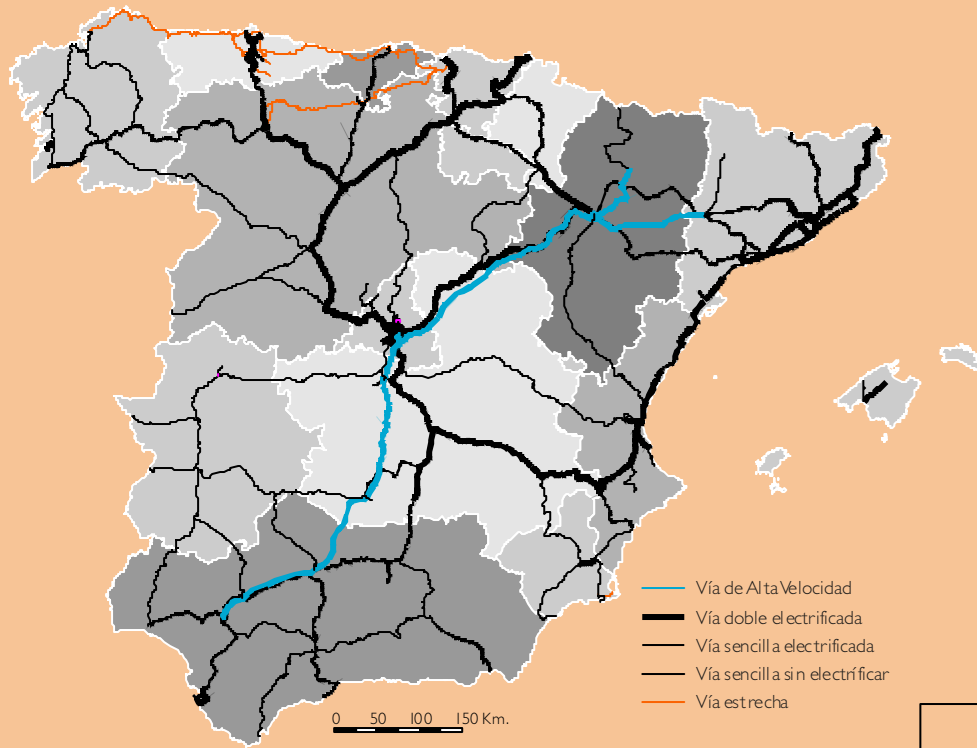 Vía de Alta Velocidad
Vía doble electrificada
Vía sencilla electrificada
Vía sencilla sin electríficar
Vía estrecha
0 50 100 150 Km.